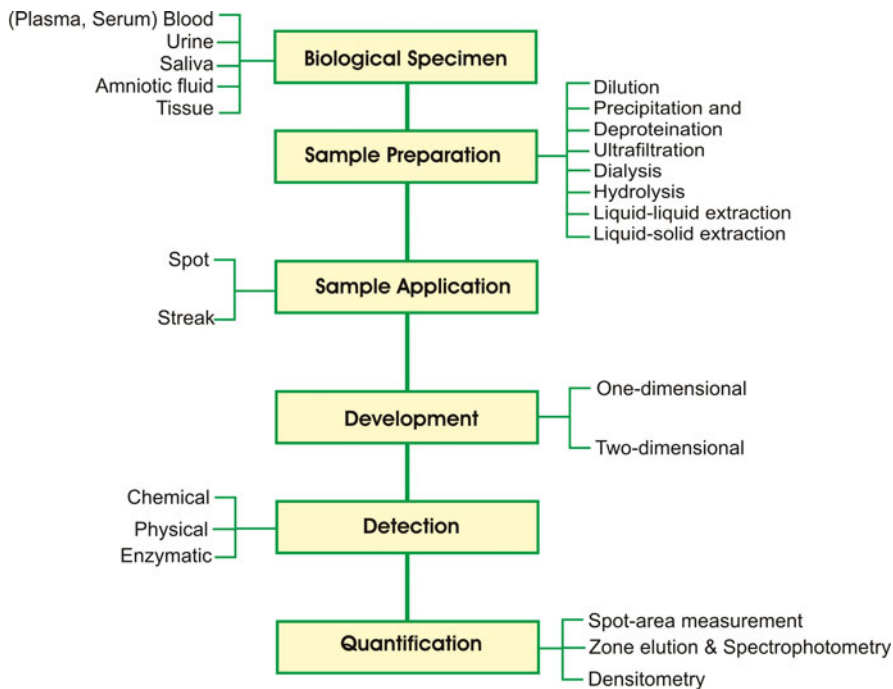 (Plasma, Serum) Blood
Urine
Saliva
Amniotic fluid
Tissue
Biological Specimen
Sample Preparation
Dilution
Precipitation and
Deproteination
Ultrafiltration
Dialysis
Hydrolysis
Liquid-liquid extraction
Liquid-solid extraction
Spot
Streak
Sample Application
Development
One-dimensional
Two-dimensional
Chemical
Physical
Enzymatic
Detection
Quantification
Spot-area measurement
Zone elution & Spectrophotometry
Densitometry